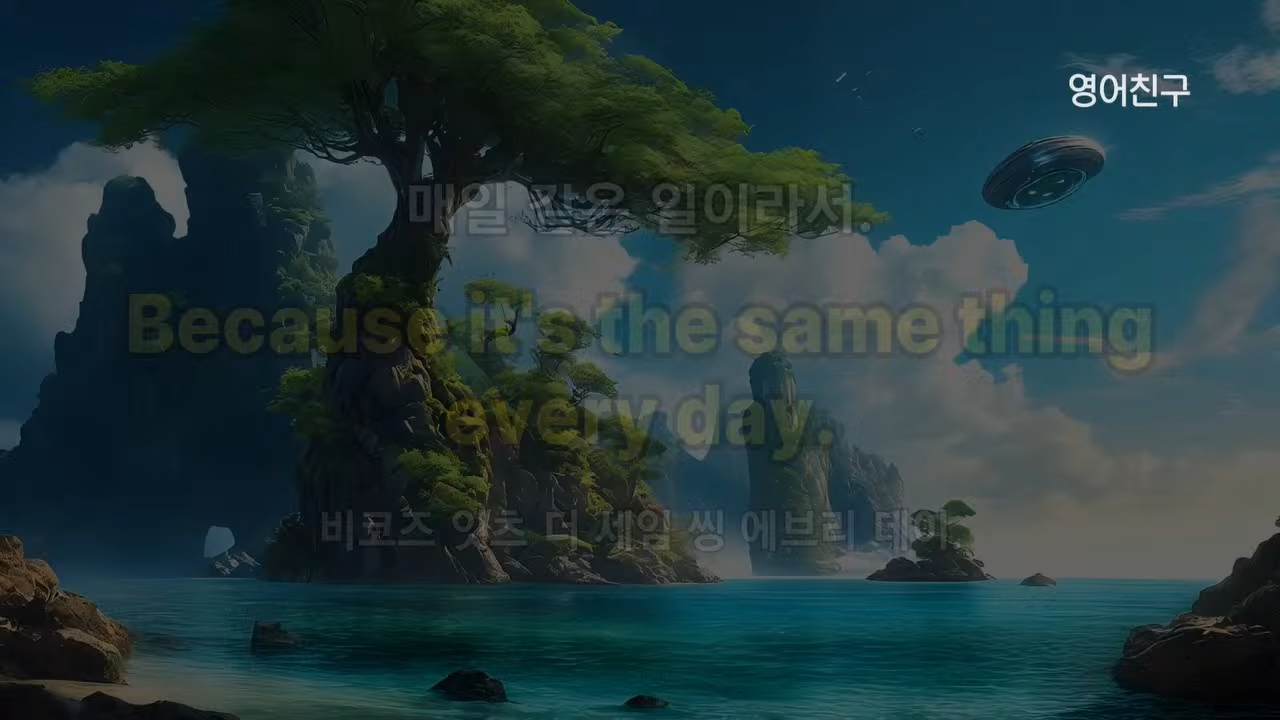 영어친구
매일 같은 일이라서.
Because it's the same thing
every day.
비코즈 잇츠 더 세임 씽 에브리 데이